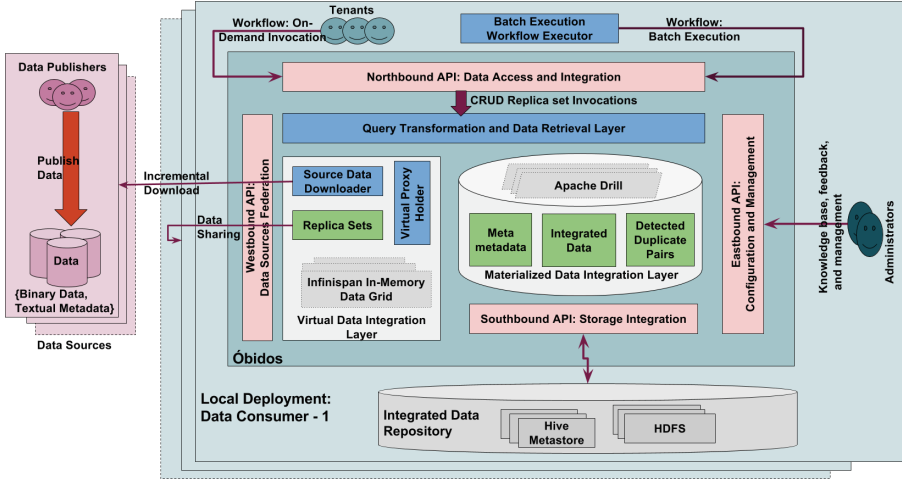 Tenants
Workflow: On-
Demand Invocation
Batch Execution
Workflow Executor
Workflow:
Batch Execution
Data Publishers
Northbound API: Data Access and Integration
CRUD Replica set Invocations
Query Transformation and Data Retrieval Layer
Publish
Data
Incremental
Download
Data
Sharing
Westbound API:
Data Sources Federation
Source Data
Downloader
Virtual Proxy
Holder
Replica Sets
Infinispan In-Memory
Data Grid
Virtual Data Integration
Layer
Apache Drill
Meta
metadata
Integrated
Data
Detected
Duplicate
Pairs
Materialized Data Integration Layer
Eastbound API:
Configuration and Management
Knowledge base, feedback,
and management
Administrators
Data
{Binary Data,
Textual Metadata}
Data Sources
Southbound API: Storage Integration
Óbidos
Local Deployment:
Data Consumer - 1
Integrated Data
Repository
Hive
Metastore
HDFS